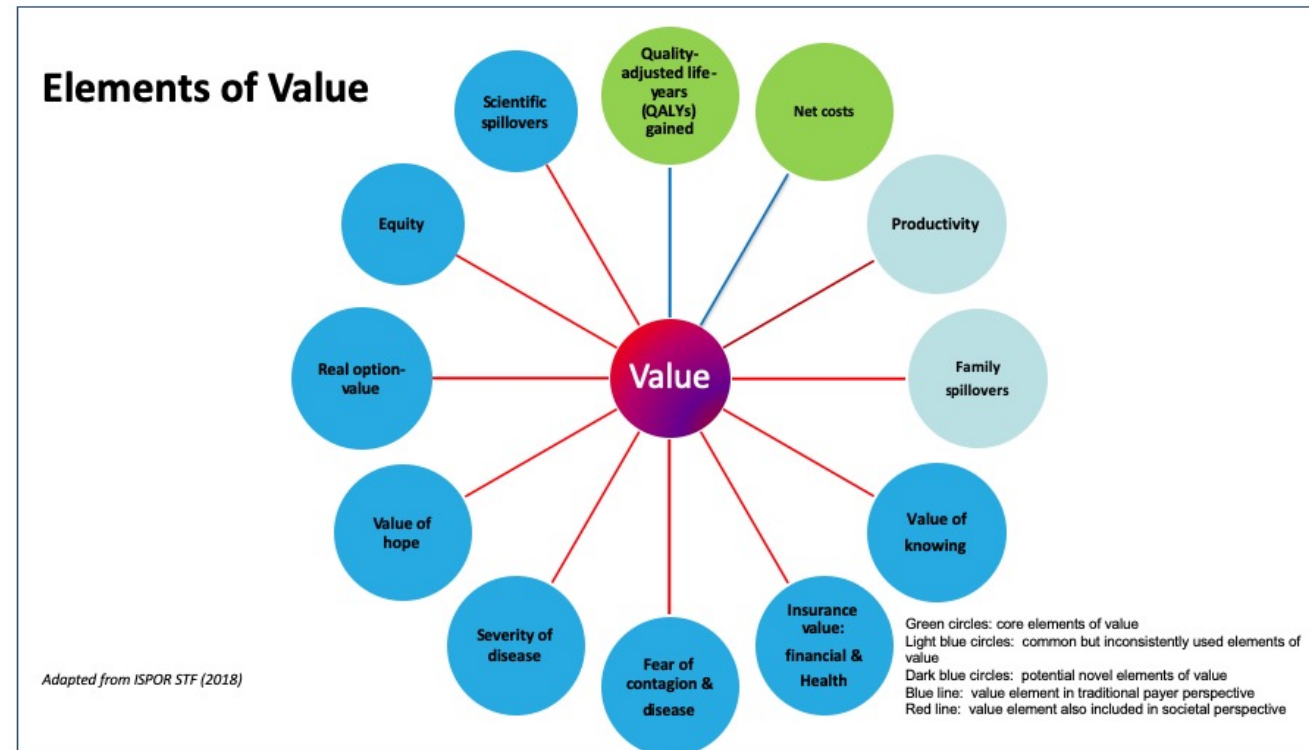 Elements of Value
Quality-
adjusted life-
years
(QALYs)
gained
Net costs
Productivity
Family
spillovers
Value of
knowing
Insurance
value:
financial &
Health
Fear of
contagion &
disease
Severity of
disease
Value of
hope
Real option-
value
Equity
Scientific
spillovers
Value
Green circles: core elements of value
Light blue circles: common but inconsistently used elements of
value
Dark blue circles: potential novel elements of value
Blue line: value element in traditional payer perspective
Red line: value element also included in societal perspective
Adapted from ISPOR STF (2018)